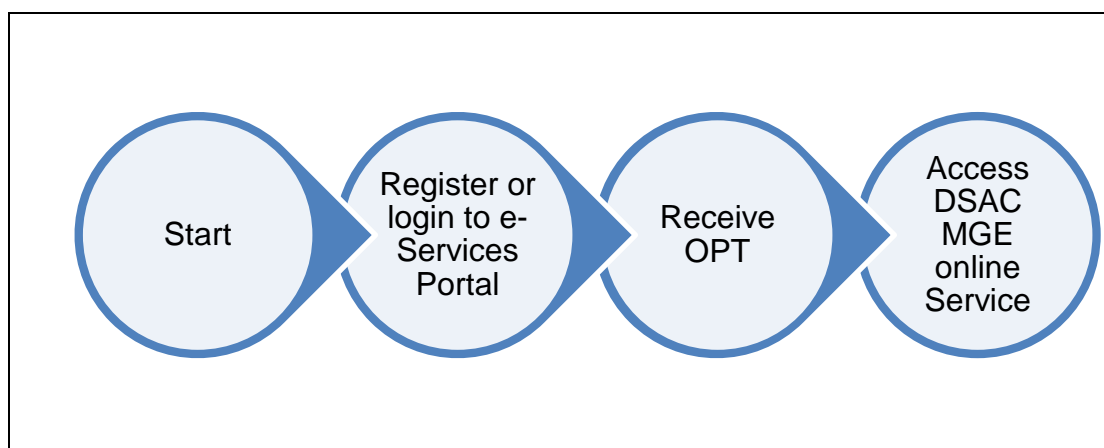 Start
Register or
login to e-
Services
Portal
Receive
OPT
Access
DSAC
MGE
online
Service